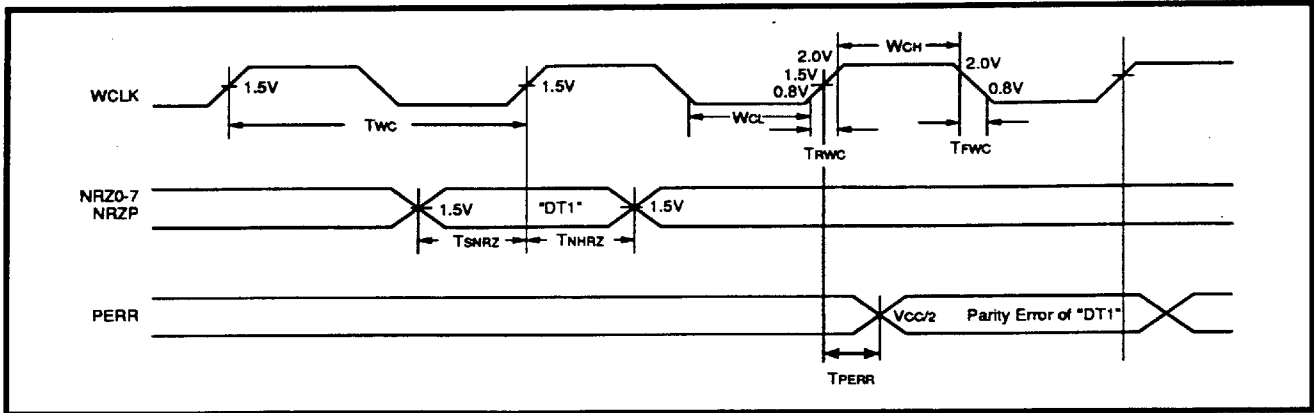 WCLK
1.5V
TWC
1.5V
WCL
2.0V
1.5V
0.8V
WCH
2.0V
0.8V
TRWC
TFWC
NRZ0-7
NRZP
1.5V
"DT1"
1.5V
TSNRZ
TNHRZ
PERR
VCC/2
Parity Error of "DT1"
TPERR